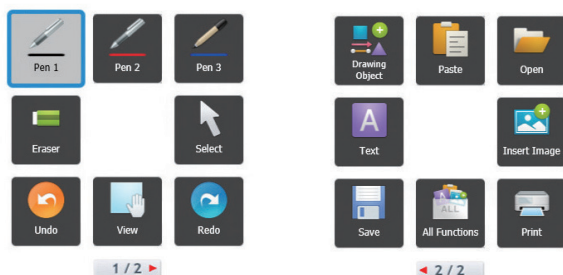 Pen 1
Pen 2
Pen 3
Eraser
Select
Undo
View
Redo
1 / 2
Drawing
Object
Paste
Open
A
Text
Insert Image
Save
ALL
All Functions
Print
2 / 2